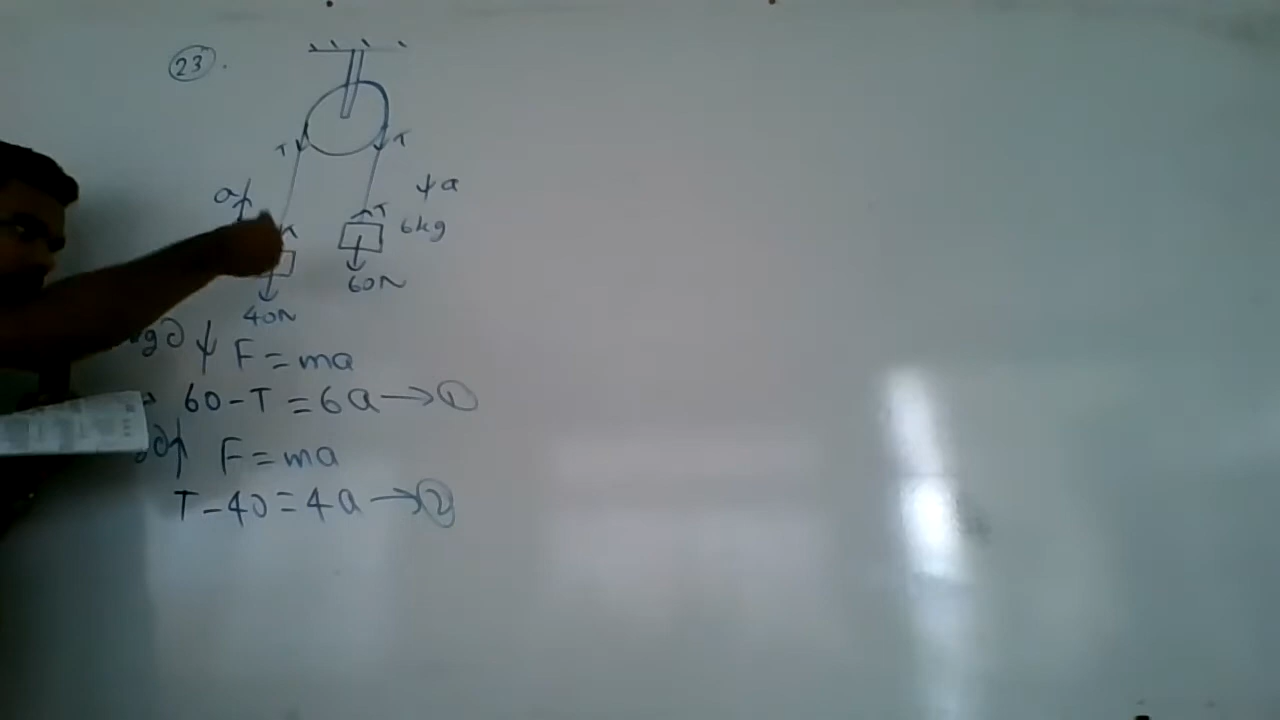 23.
T T
a a
T
6kg
60N
40N
F = ma
60 - T = 6a → 1
F = ma
T - 40 = 4a → 2